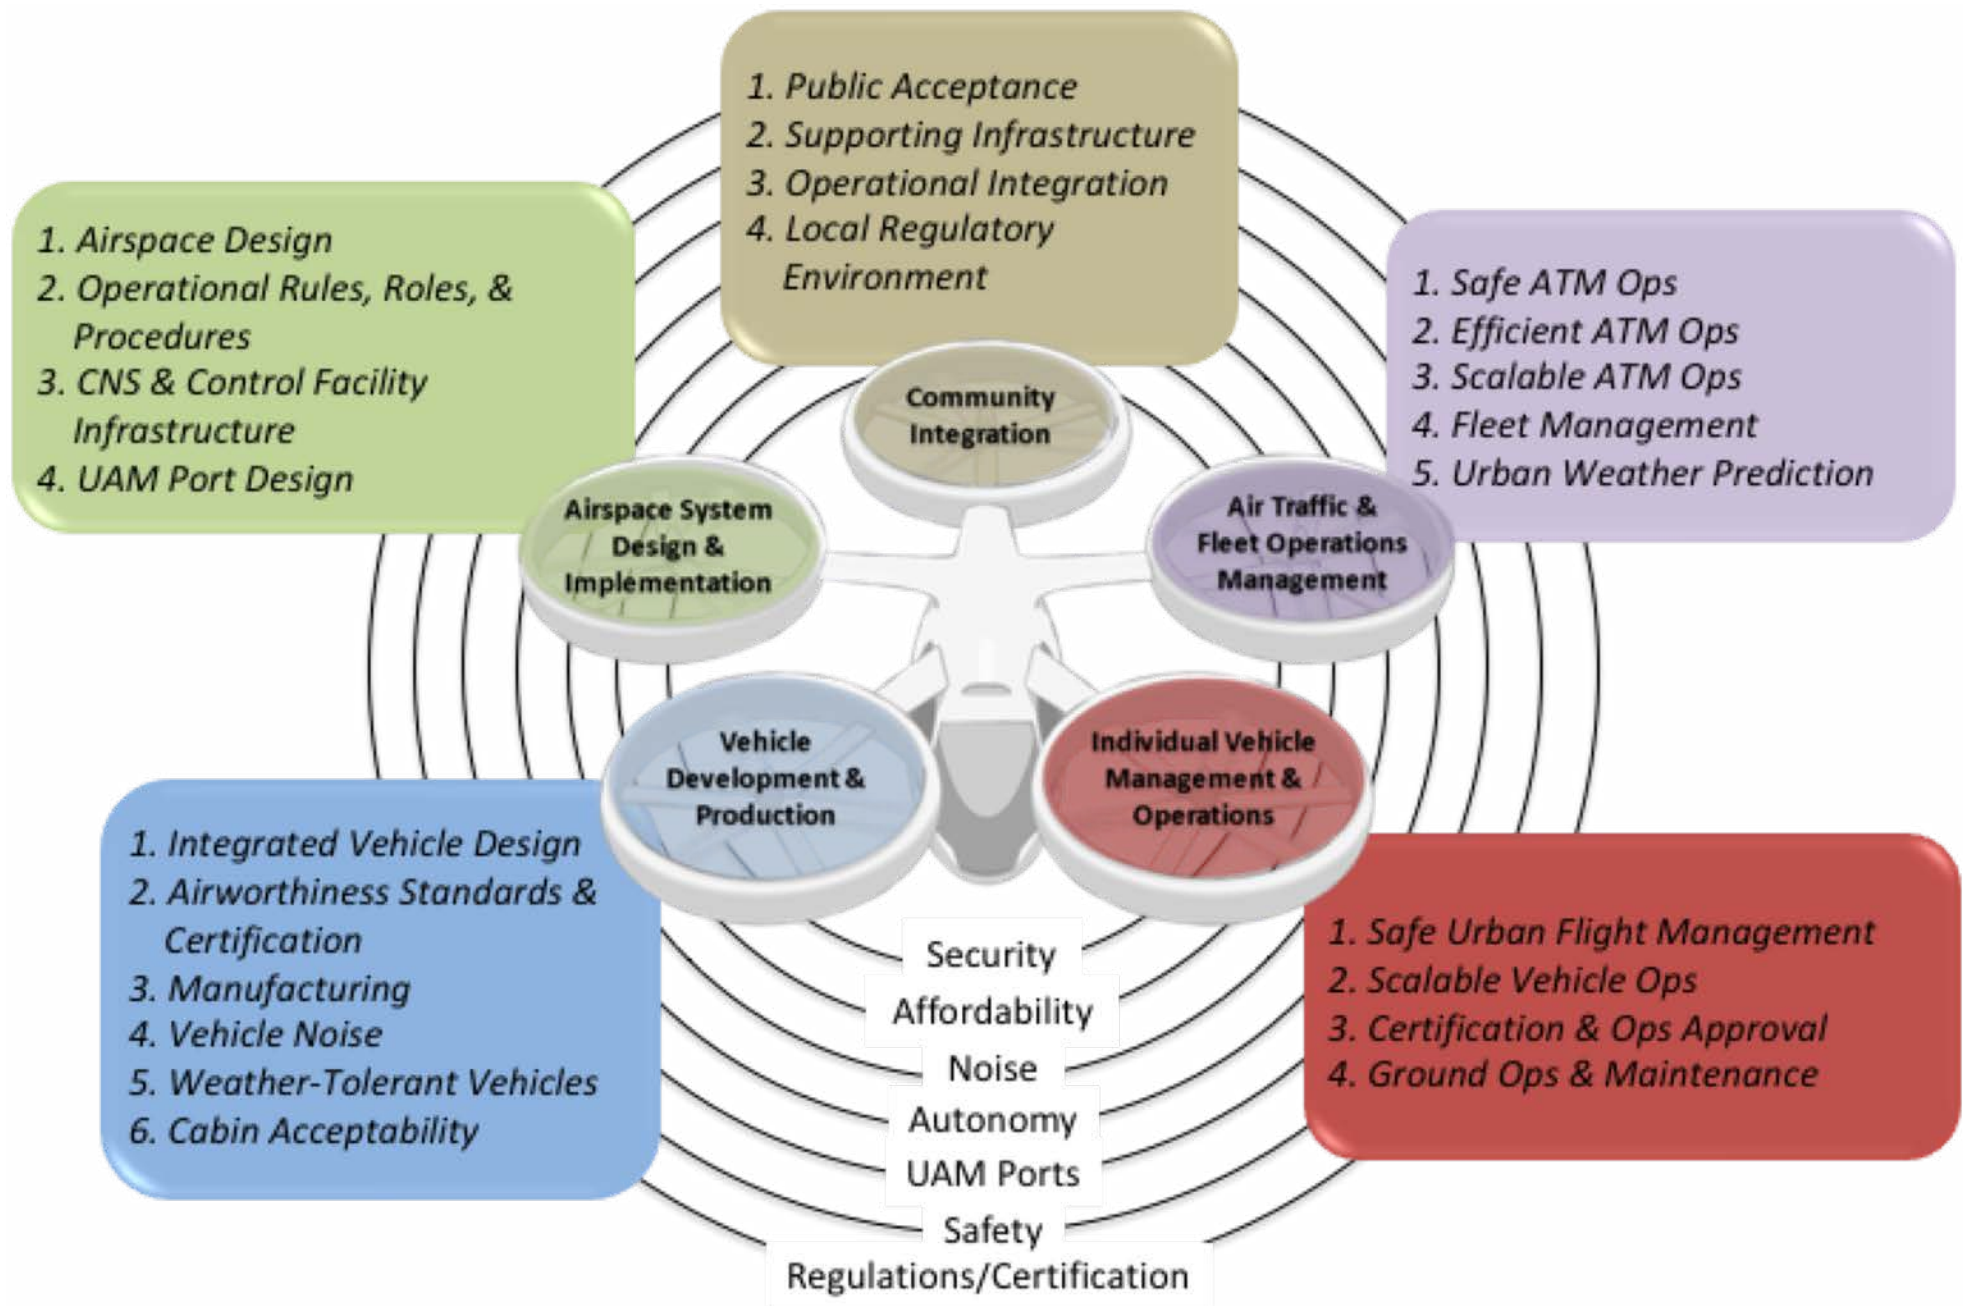 1. Public Acceptance
2. Supporting Infrastructure
3. Operational Integration
4. Local Regulatory
Environment
1. Airspace Design
2. Operational Rules, Roles, &
Procedures
3. CNS & Control Facility
Infrastructure
4. UAM Port Design
1. Safe ATM Ops
2. Efficient ATM Ops
3. Scalable ATM Ops
4. Fleet Management
5. Urban Weather Prediction
Community
Integration
Airspace System
Design &
Implementation
Air Traffic &
Fleet Operations
Management
Vehicle
Development &
Production
Individual Vehicle
Management &
Operations
1. Integrated Vehicle Design
2. Airworthiness Standards &
Certification
3. Manufacturing
4. Vehicle Noise
5. Weather-Tolerant Vehicles
6. Cabin Acceptability
1. Safe Urban Flight Management
2. Scalable Vehicle Ops
3. Certification & Ops Approval
4. Ground Ops & Maintenance
Security
Affordability
Noise
Autonomy
UAM Ports
Safety
Regulations/Certification